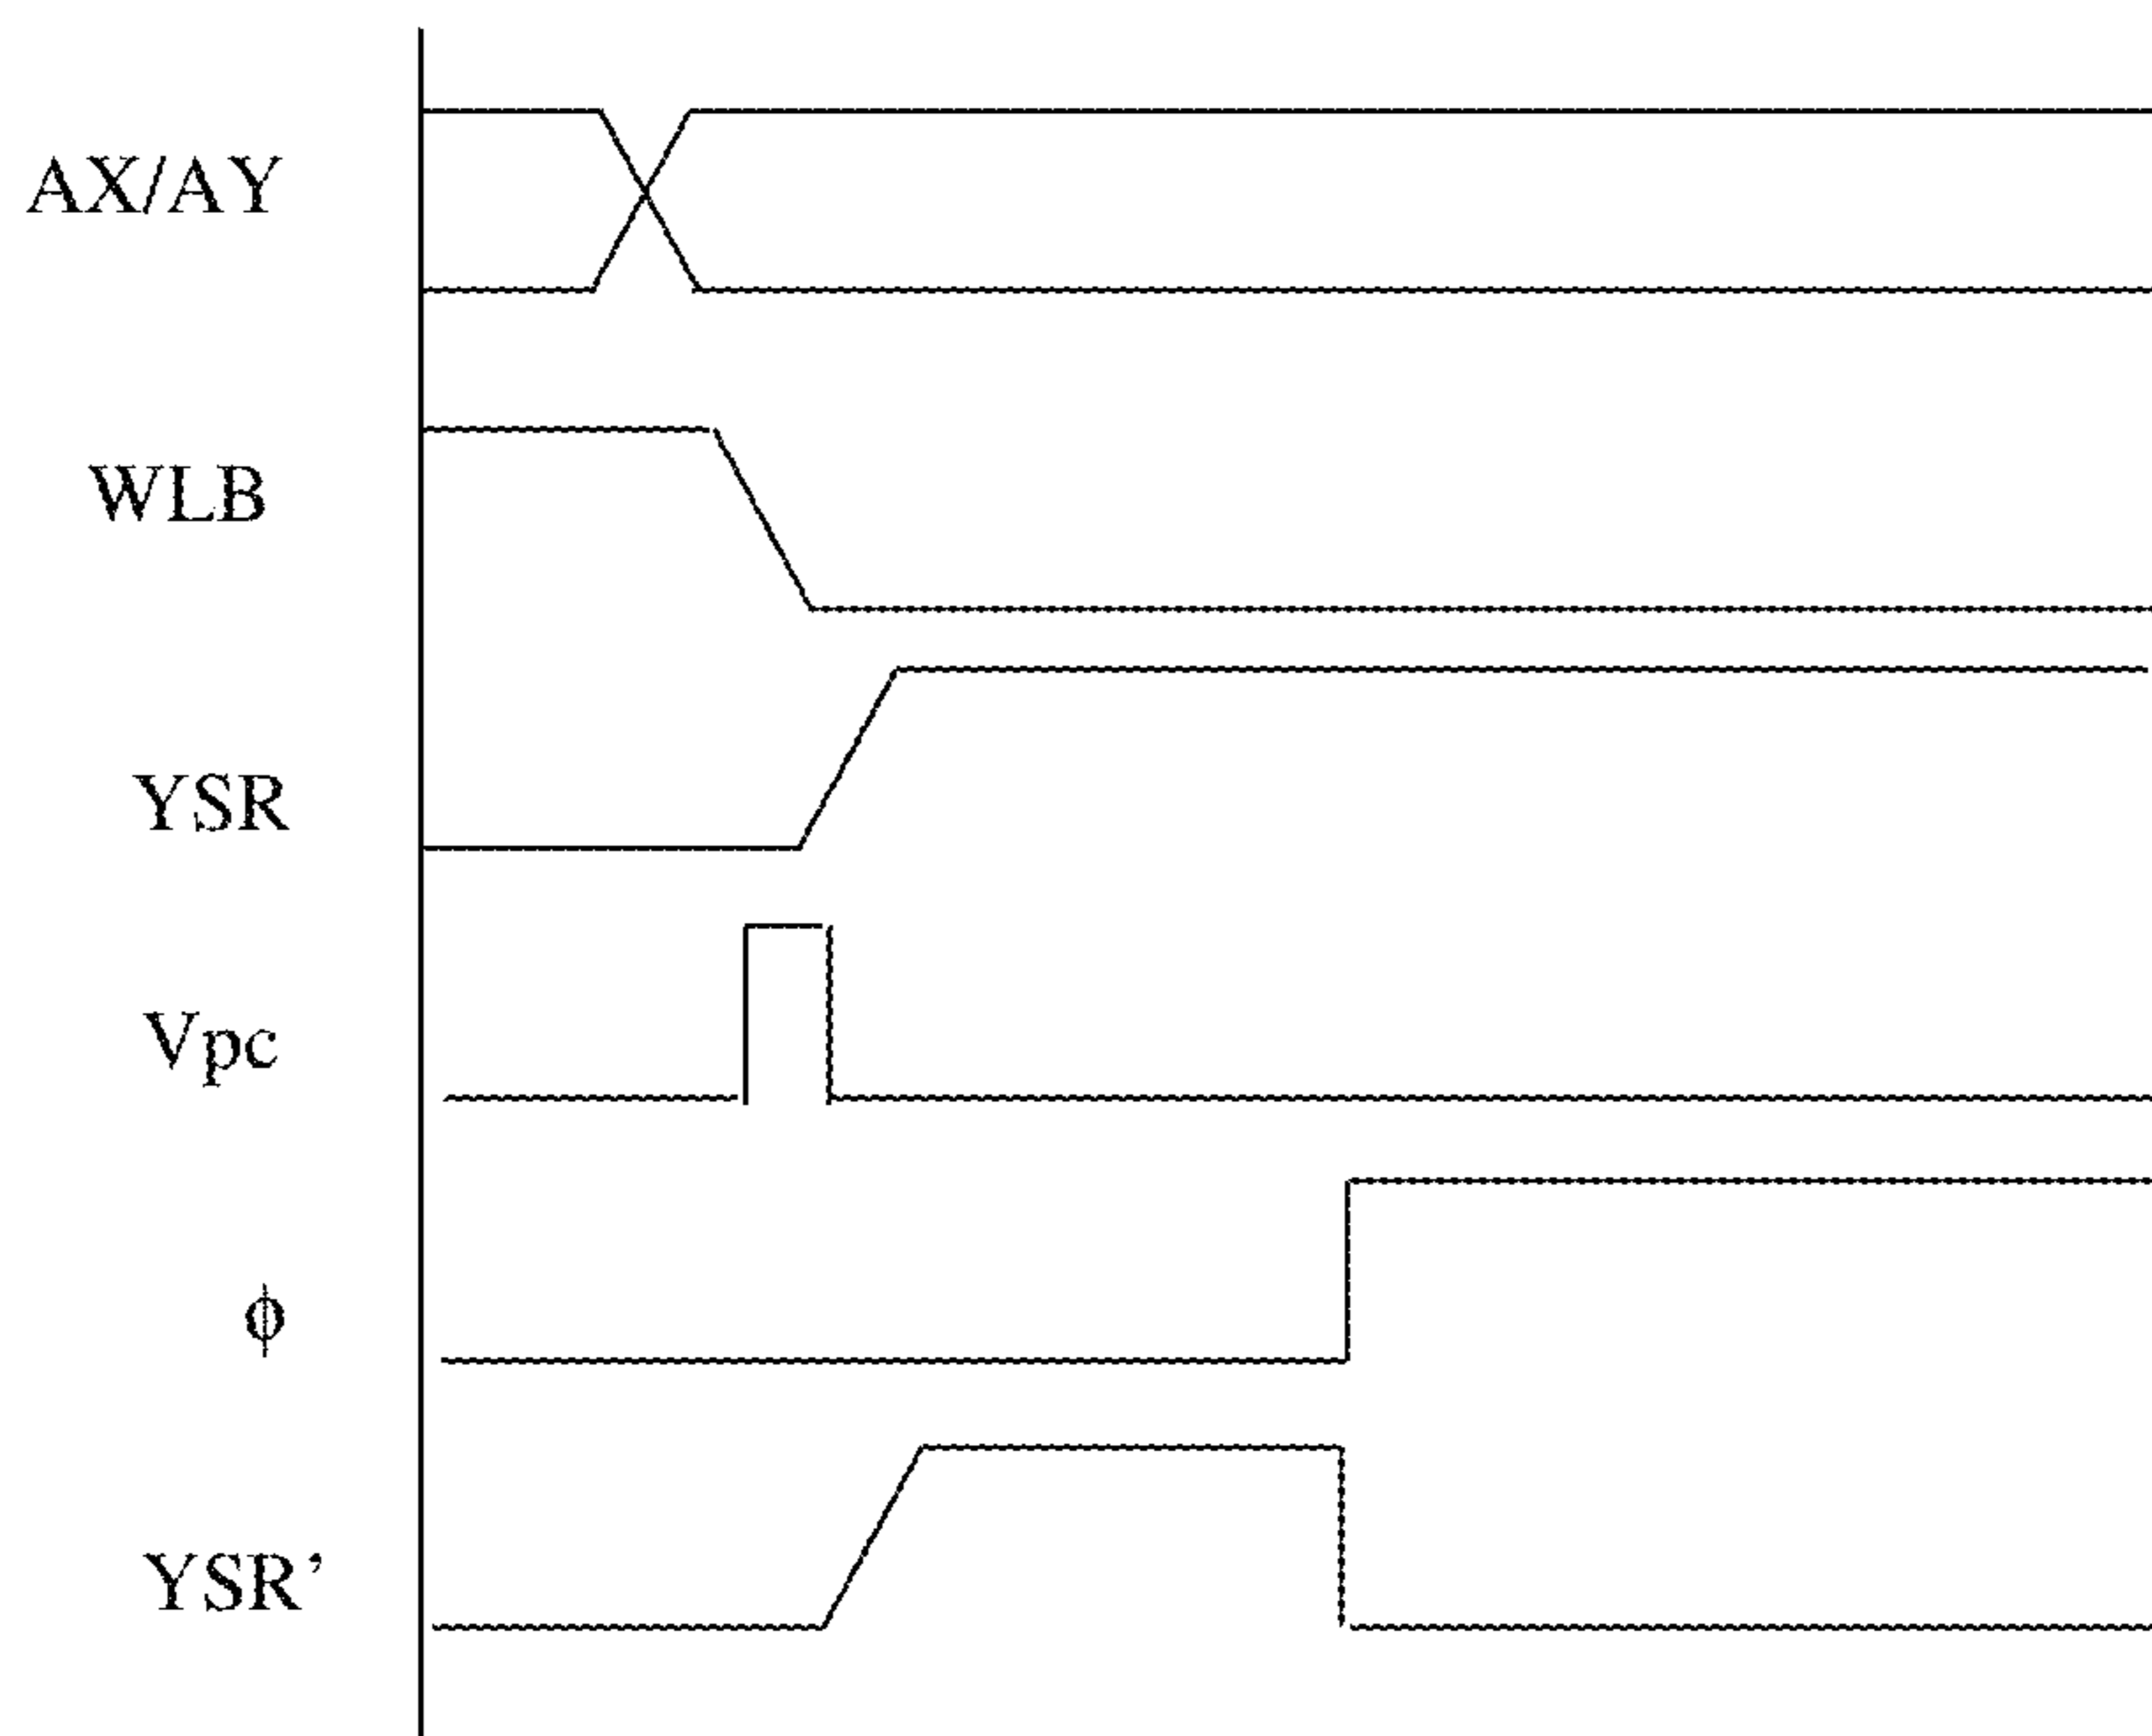 AX/AY
WLB
YSR
Vpc
ϕ
YSR’